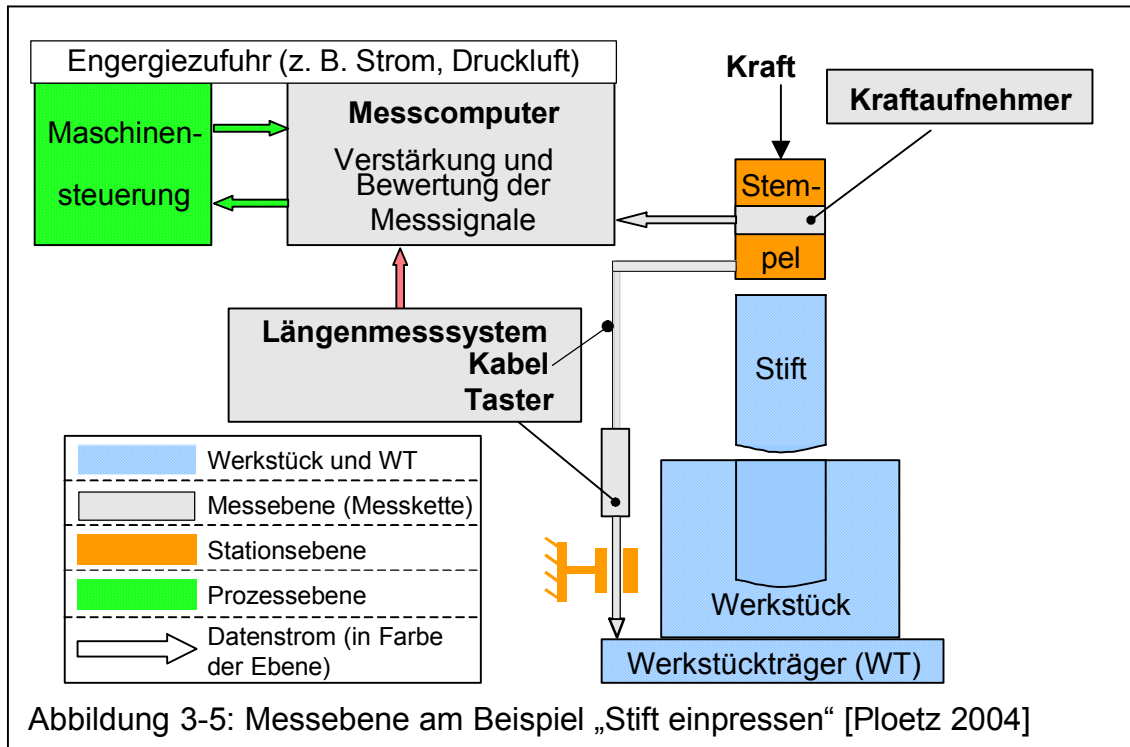 Engergiezufuhr (z. B. Strom, Druckluft)
Maschinen-
steuerung
Messcomputer
Verstärkung und
Bewertung der
Messsignale
Kraft
Kraftaufnehmer
Stem-
pel
Längenmesssystem
Kabel
Taster
Stift
Werkstück
Werkstückträger (WT)
Werkstück und WT
Messebene (Messkette)
Stationsebene
Prozessebene
Datenstrom (in Farbe
der Ebene)
Abbildung 3-5: Messebene am Beispiel „Stift einpressen“ [Ploetz 2004]